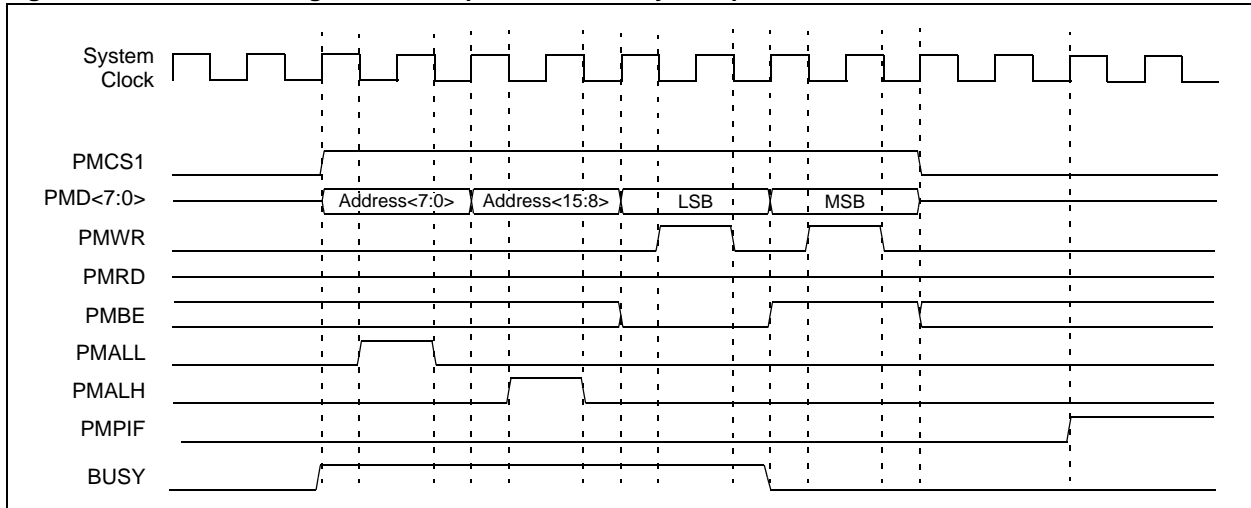 System
Clock
PMCS1
PMD<7:0>
Address<7:0>
Address<15:8>
LSB
MSB
PMWR
PMRD
PMBE
PMALL
PMALH
PMPIF
BUSY